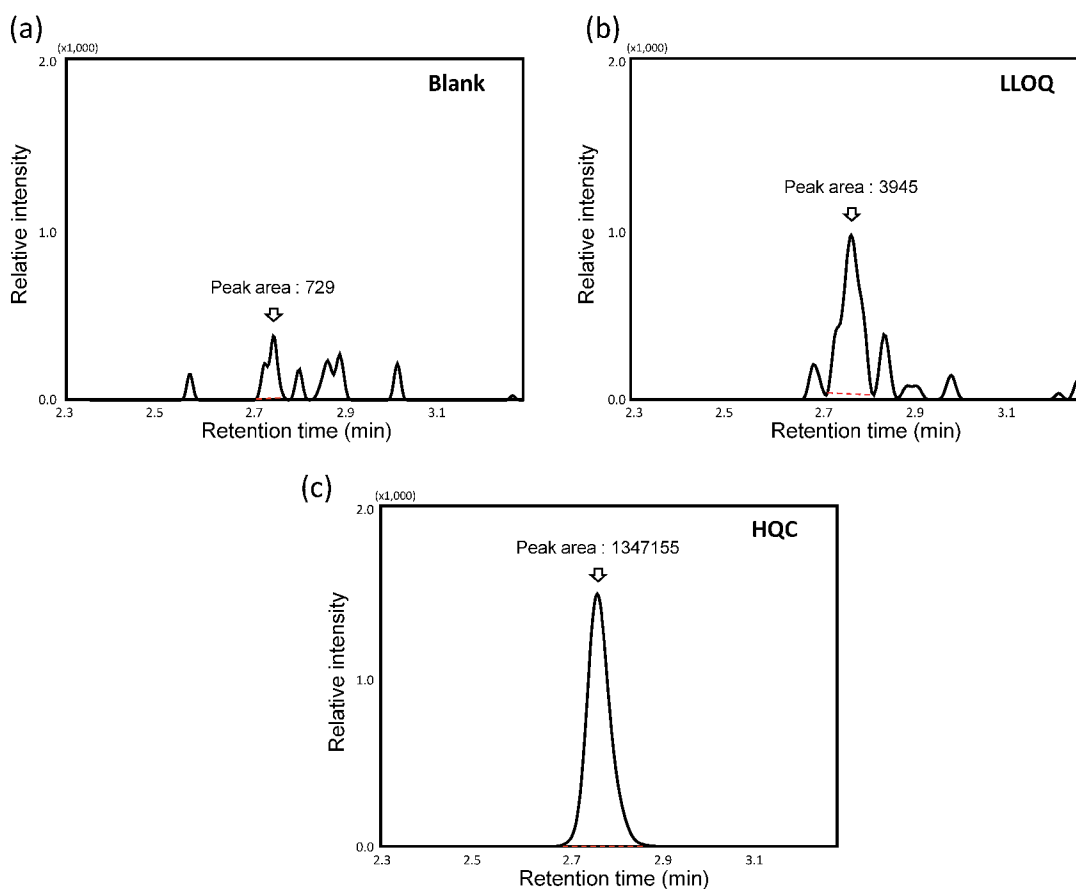 (a)
(x1,000)
2.0
Blank
Relative intensity
1.0
Peak area : 729
0.0
2.3 2.5 2.7 2.9 3.1
Retention time (min)
(b)
(x1,000)
2.0
LLOQ
Peak area : 3945
Relative intensity
1.0
0.0
2.3 2.5 2.7 2.9 3.1
Retention time (min)
(c)
(x1,000)
2.0
HQC
Peak area : 1347155
Relative intensity
1.0
0.0
2.3 2.5 2.7 2.9 3.1
Retention time (min)